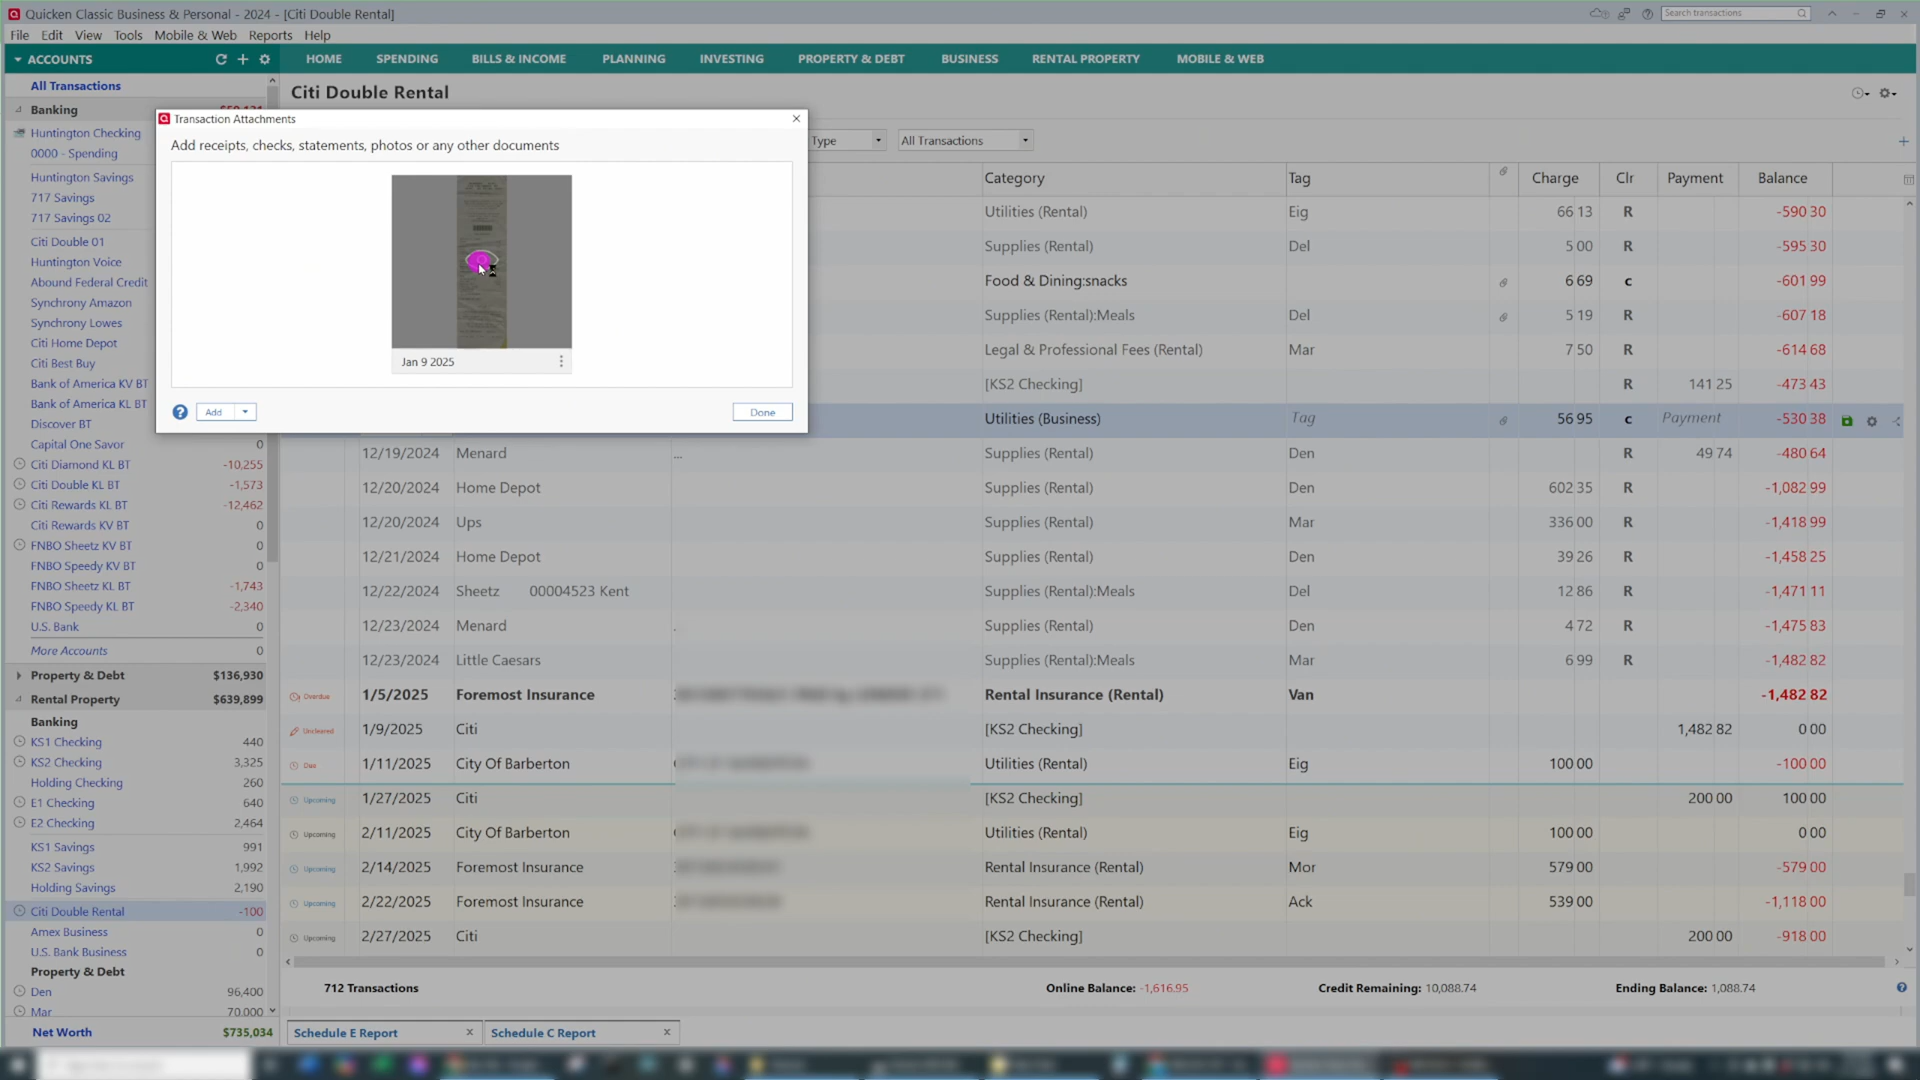 Quicken Classic Business & Personal - 2024 - [Citi Double Rental]
Search transactions
File Edit View Tools Mobile & Web Reports Help
ACCOUNTS
HOME SPENDING BILLS & INCOME PLANNING INVESTING PROPERTY & DEBT BUSINESS RENTAL PROPERTY MOBILE & WEB
All Transactions
Banking
Huntington Checking
0000 - Spending
Huntington Savings
717 Savings
717 Savings 02
Citi Double 01
Huntington Voice
Abound Federal Credit
Synchrony Amazon
Synchrony Lowes
Citi Home Depot
Citi Best Buy
Bank of America KV BT
Bank of America KL BT
Discover BT
Capital One Savor 0
Citi Diamond KL BT -10,255
Citi Double KL BT -1,573
Citi Rewards KL BT -12,462
Citi Rewards KV BT 0
FNBO Sheetz KV BT 0
FNBO Speedy KV BT 0
FNBO Sheetz KL BT -1,743
FNBO Speedy KL BT -2,340
U.S. Bank 0
More Accounts 0
Property & Debt $136,930
Rental Property $639,899
Banking
KS1 Checking 440
KS2 Checking 3,325
Holding Checking 260
E1 Checking 640
E2 Checking 2,464
KS1 Savings 991
KS2 Savings 1,992
Holding Savings 2,190
Citi Double Rental -100
Amex Business 0
U.S. Bank Business 0
Property & Debt
Den 96,400
Mar 70,000
Net Worth $735,034
Citi Double Rental
Type All Transactions
Transaction Attachments
Add receipts, checks, statements, photos or any other documents
Jan 9 2025
? Add Done
Category Tag Charge Clr Payment Balance
Utilities (Rental) Eig 66 13 R -590 30
Supplies (Rental) Del 5 00 R -595 30
Food & Dining:snacks 6 69 c -601 99
Supplies (Rental):Meals Del 5 19 R -607 18
Legal & Professional Fees (Rental) Mar 7 50 R -614 68
[KS2 Checking] R 141 25 -473 43
Utilities (Business) Tag 56 95 c Payment -530 38
12/19/2024 Menard ... Supplies (Rental) Den R 49 74 -480 64
12/20/2024 Home Depot Supplies (Rental) Den 602 35 R -1,082 99
12/20/2024 Ups Supplies (Rental) Mar 336 00 R -1,418 99
12/21/2024 Home Depot Supplies (Rental) Den 39 26 R -1,458 25
12/22/2024 Sheetz 00004523 Kent Supplies (Rental):Meals Del 12 86 R -1,471 11
12/23/2024 Menard . Supplies (Rental) Den 4 72 R -1,475 83
12/23/2024 Little Caesars Supplies (Rental):Meals Mar 6 99 R -1,482 82
Overdue 1/5/2025 Foremost Insurance Rental Insurance (Rental) Van -1,482 82
Uncleared 1/9/2025 Citi [KS2 Checking] 1,482 82 0 00
Due 1/11/2025 City Of Barberton Utilities (Rental) Eig 100 00 -100 00
Upcoming 1/27/2025 Citi [KS2 Checking] 200 00 100 00
Upcoming 2/11/2025 City Of Barberton Utilities (Rental) Eig 100 00 0 00
Upcoming 2/14/2025 Foremost Insurance Rental Insurance (Rental) Mor 579 00 -579 00
Upcoming 2/22/2025 Foremost Insurance Rental Insurance (Rental) Ack 539 00 -1,118 00
Upcoming 2/27/2025 Citi [KS2 Checking] 200 00 -918 00
712 Transactions Online Balance: -1,616.95 Credit Remaining: 10,088.74 Ending Balance: 1,088.74
Schedule E Report Schedule C Report